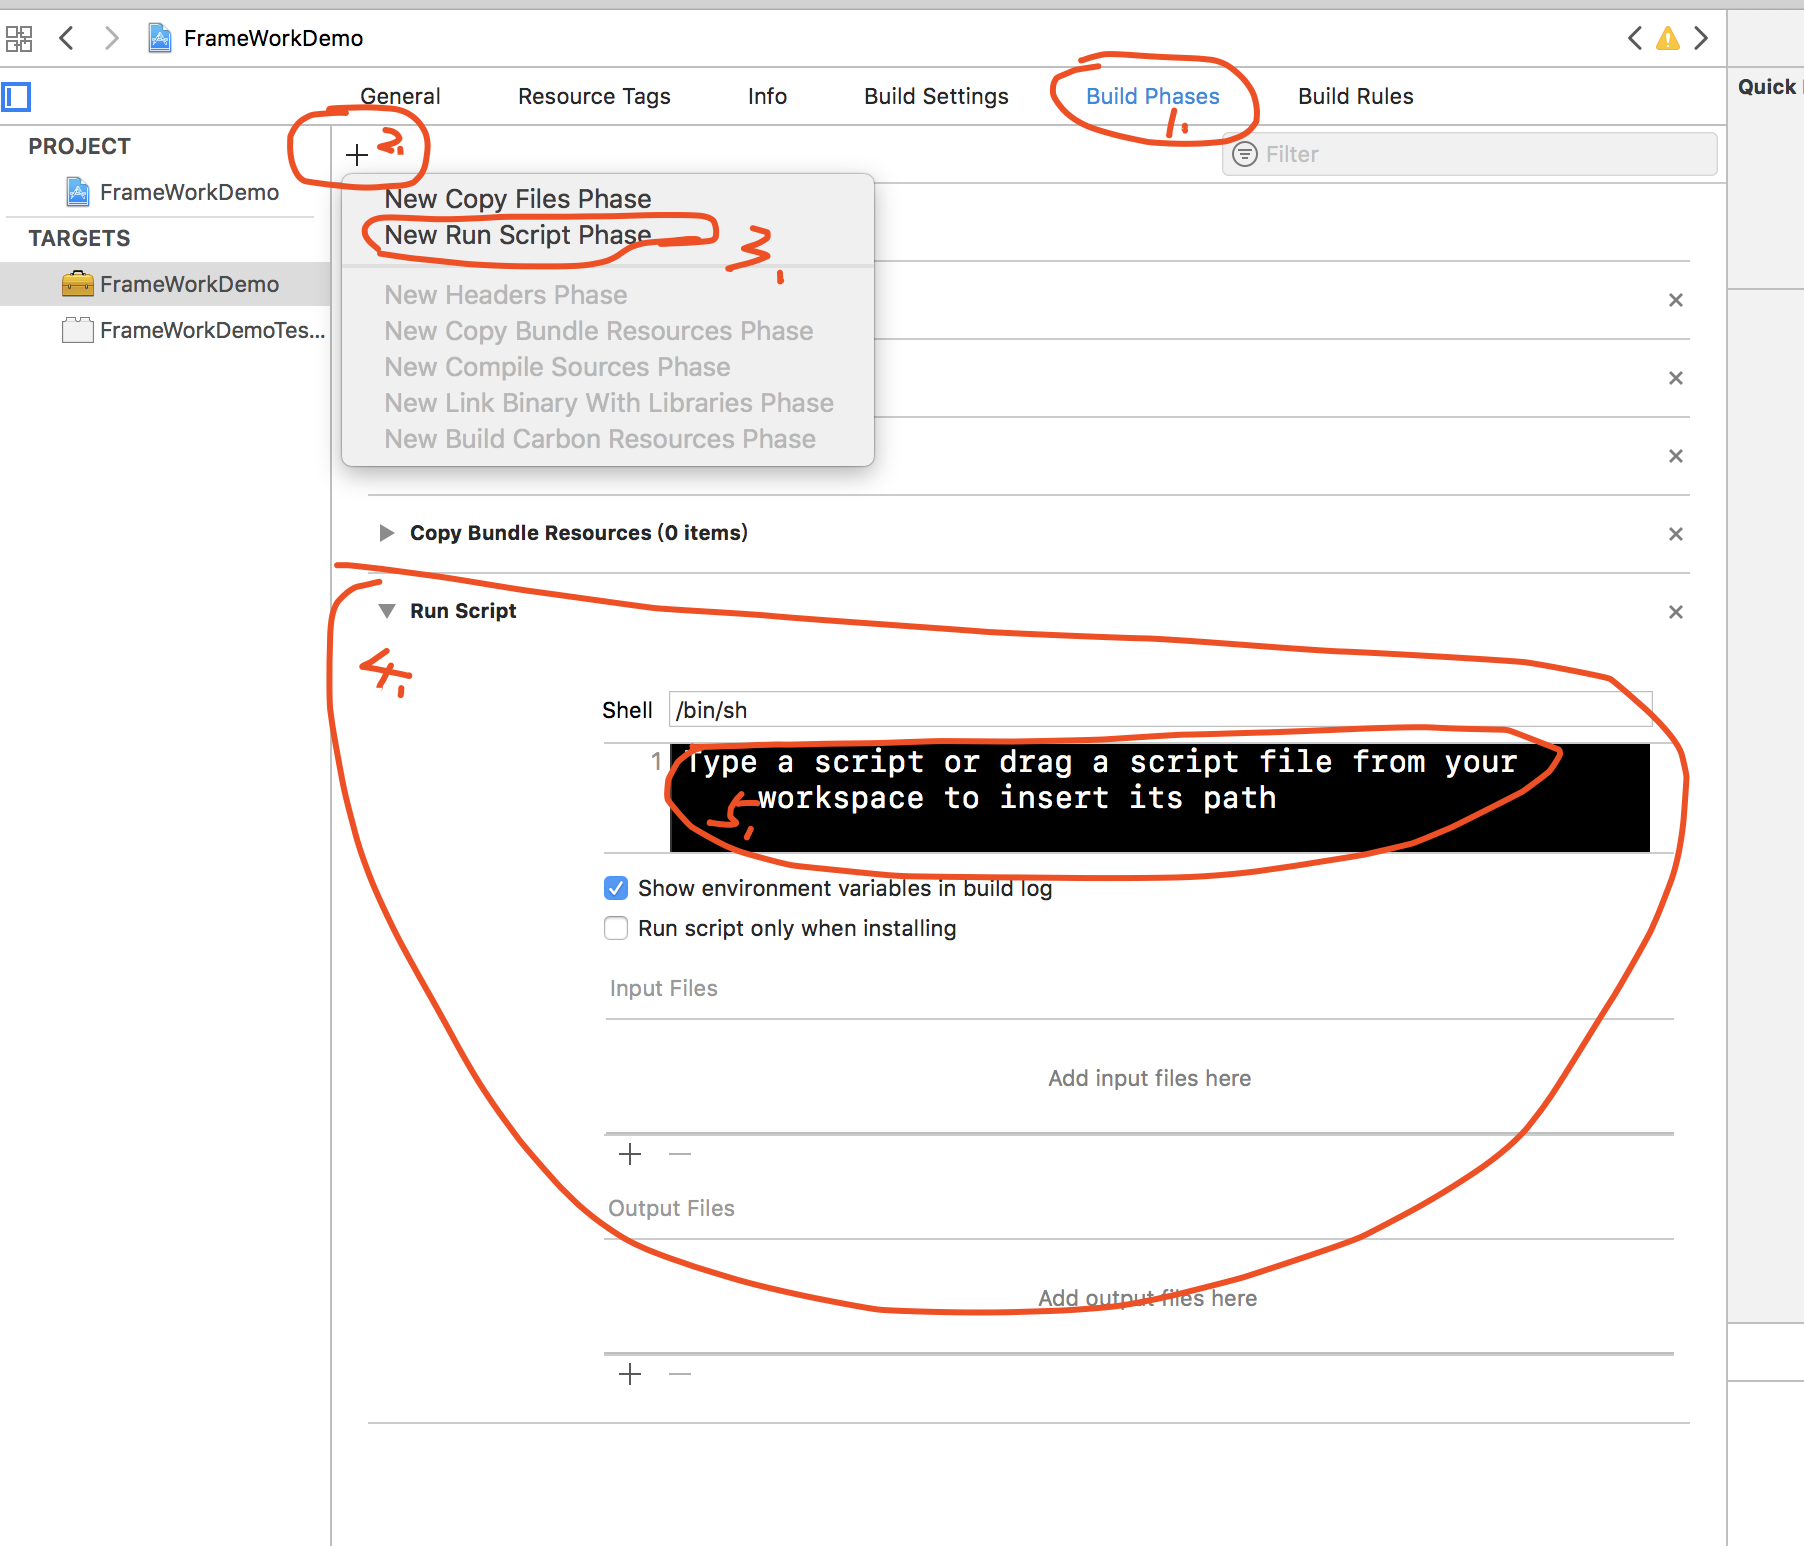 FrameWorkDemo
General Resource Tags Info Build Settings Build Phases Build Rules
Quick
1.
PROJECT
2.
Filter
FrameWorkDemo
New Copy Files Phase
TARGETS
New Run Script Phase
3.
FrameWorkDemo
New Headers Phase
FrameWorkDemoTes...
New Copy Bundle Resources Phase
New Compile Sources Phase
New Link Binary With Libraries Phase
New Build Carbon Resources Phase
Copy Bundle Resources (0 items)
Run Script
4.
Shell /bin/sh
1 Type a script or drag a script file from your
workspace to insert its path
5.
Show environment variables in build log
Run script only when installing
Input Files
Add input files here
Output Files
Add output files here